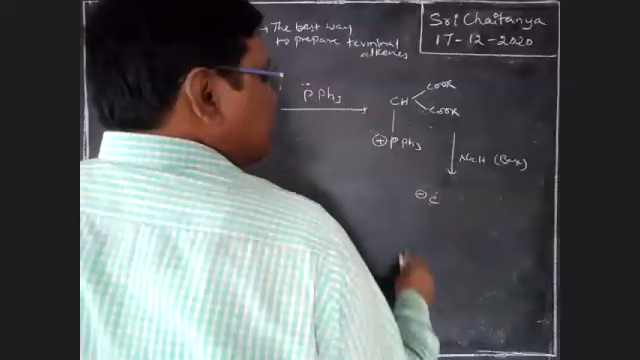 → The best way
to prepare terminal
alkenes
Sri Chaitanya
17-12-2020
P̈Ph₃
CH
COOR
COOR
⊕PPh₃
NaH (Base)
⊖C̈